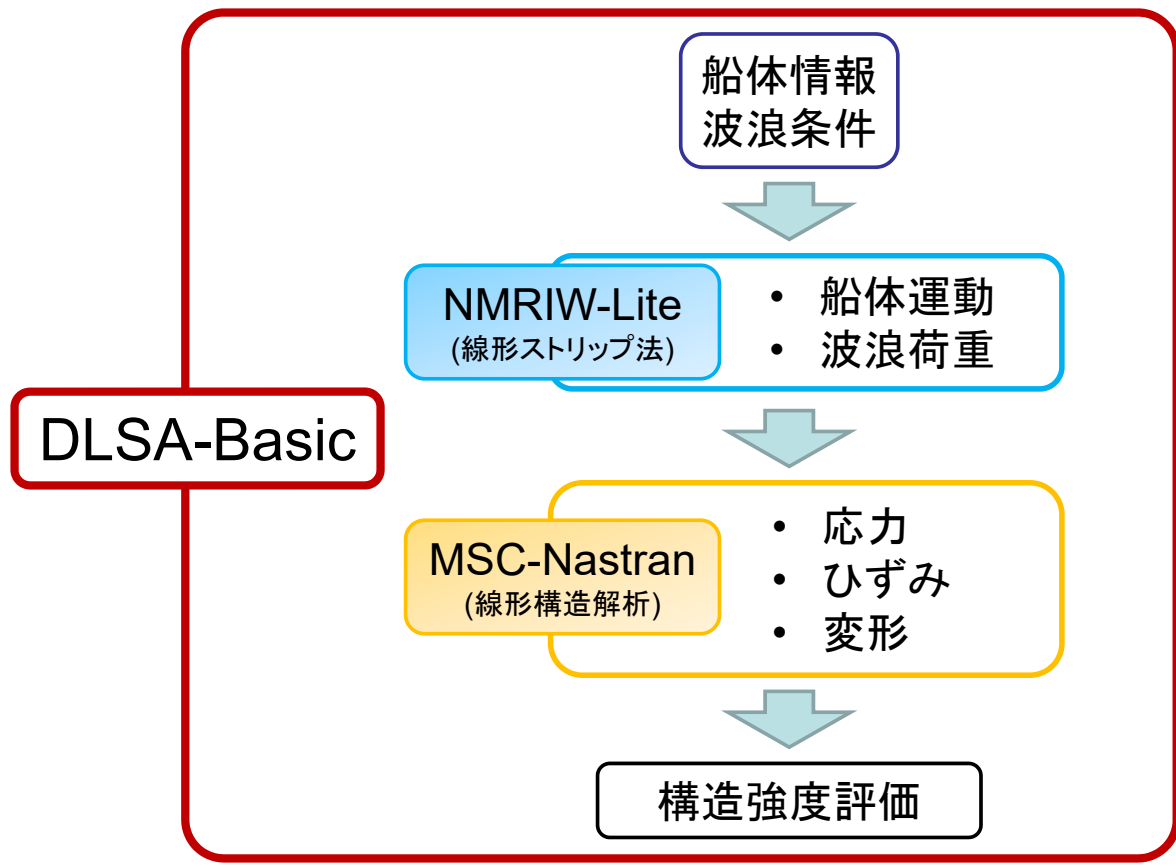 船体情報
波浪条件
NMRIW-Lite
(線形ストリップ法)
• 船体運動
• 波浪荷重
DLSA-Basic
MSC-Nastran
(線形構造解析)
• 応力
• ひずみ
• 変形
構造強度評価